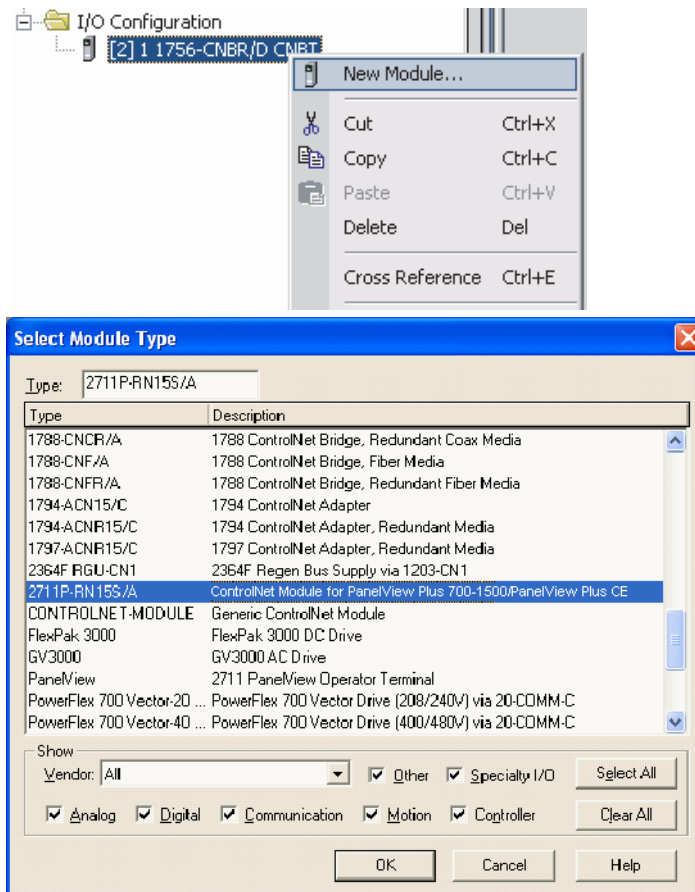 I/O Configuration
[2] 1 1756-CNBR/D CNBT
New Module...
Cut Ctrl+X
Copy Ctrl+C
Paste Ctrl+V
Delete Del
Cross Reference Ctrl+E
Select Module Type
Type: 2711P-RN15S/A
Type Description
1788-CNCR/A 1788 ControlNet Bridge, Redundant Coax Media
1788-CNF/A 1788 ControlNet Bridge, Fiber Media
1788-CNFR/A 1788 ControlNet Bridge, Redundant Fiber Media
1794-ACN15/C 1794 ControlNet Adapter
1794-ACNR15/C 1794 ControlNet Adapter, Redundant Media
1797-ACNR15/C 1797 ControlNet Adapter, Redundant Media
2364F RGU-CN1 2364F Regen Bus Supply via 1203-CN1
2711P-RN15S/A ControlNet Module for PanelView Plus 700-1500/PanelView Plus CE
CONTROLNET-MODULE Generic ControlNet Module
FlexPak 3000 FlexPak 3000 DC Drive
GV3000 GV3000 AC Drive
PanelView 2711 PanelView Operator Terminal
PowerFlex 700 Vector-20 ... PowerFlex 700 Vector Drive (208/240V) via 20-COMM-C
PowerFlex 700 Vector-40 ... PowerFlex 700 Vector Drive (400/480V) via 20-COMM-C
Show
Vendor: All Other Specialty I/O Select All
Analog Digital Communication Motion Controller Clear All
OK Cancel Help